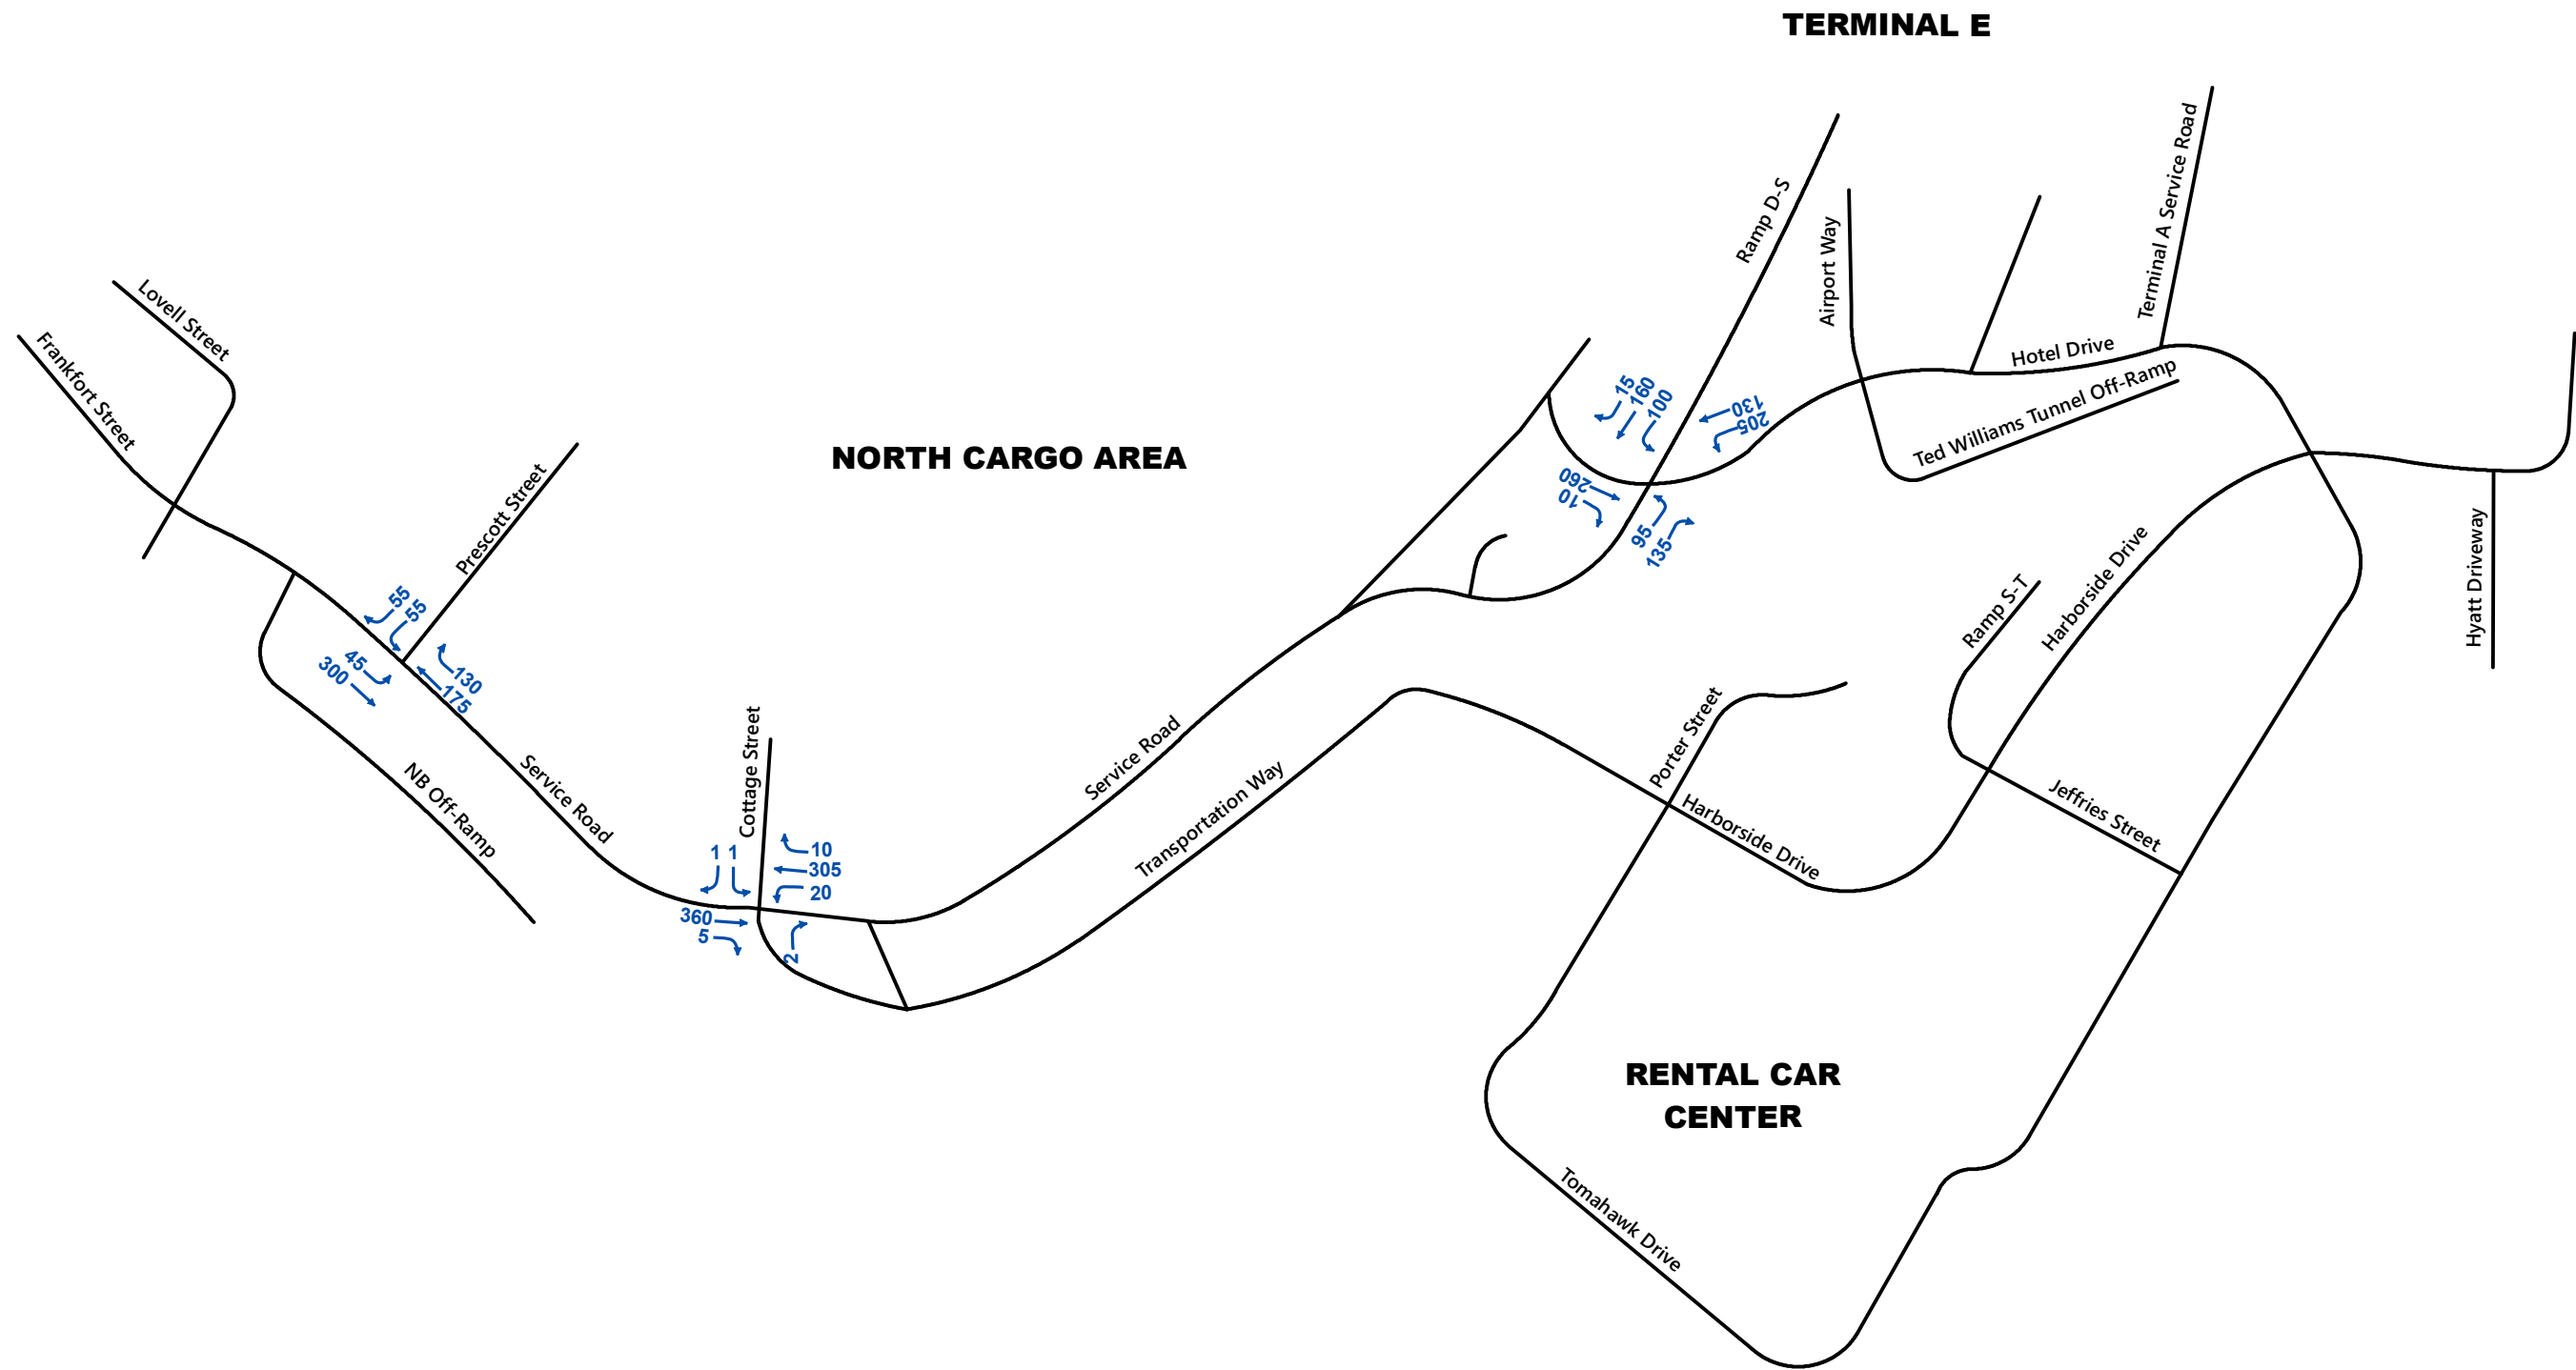 TERMINAL E
Ramp D-S
Airport Way
Terminal A Service Road
Hotel Drive
Ted Williams Tunnel Off-Ramp
Lovell Street
Frankfort Street
Prescott Street
NORTH CARGO AREA
15
160
100
130
205
260
10
95
135
55
55
45
300
130
175
Service Road
NB Off-Ramp
Cottage Street
1 1
10
305
20
360
5
2
Service Road
Transportation Way
Porter Street
Harborside Drive
Ramp S-T
Harborside Drive
Hyatt Driveway
Jeffries Street
RENTAL CAR
CENTER
Tomahawk Drive